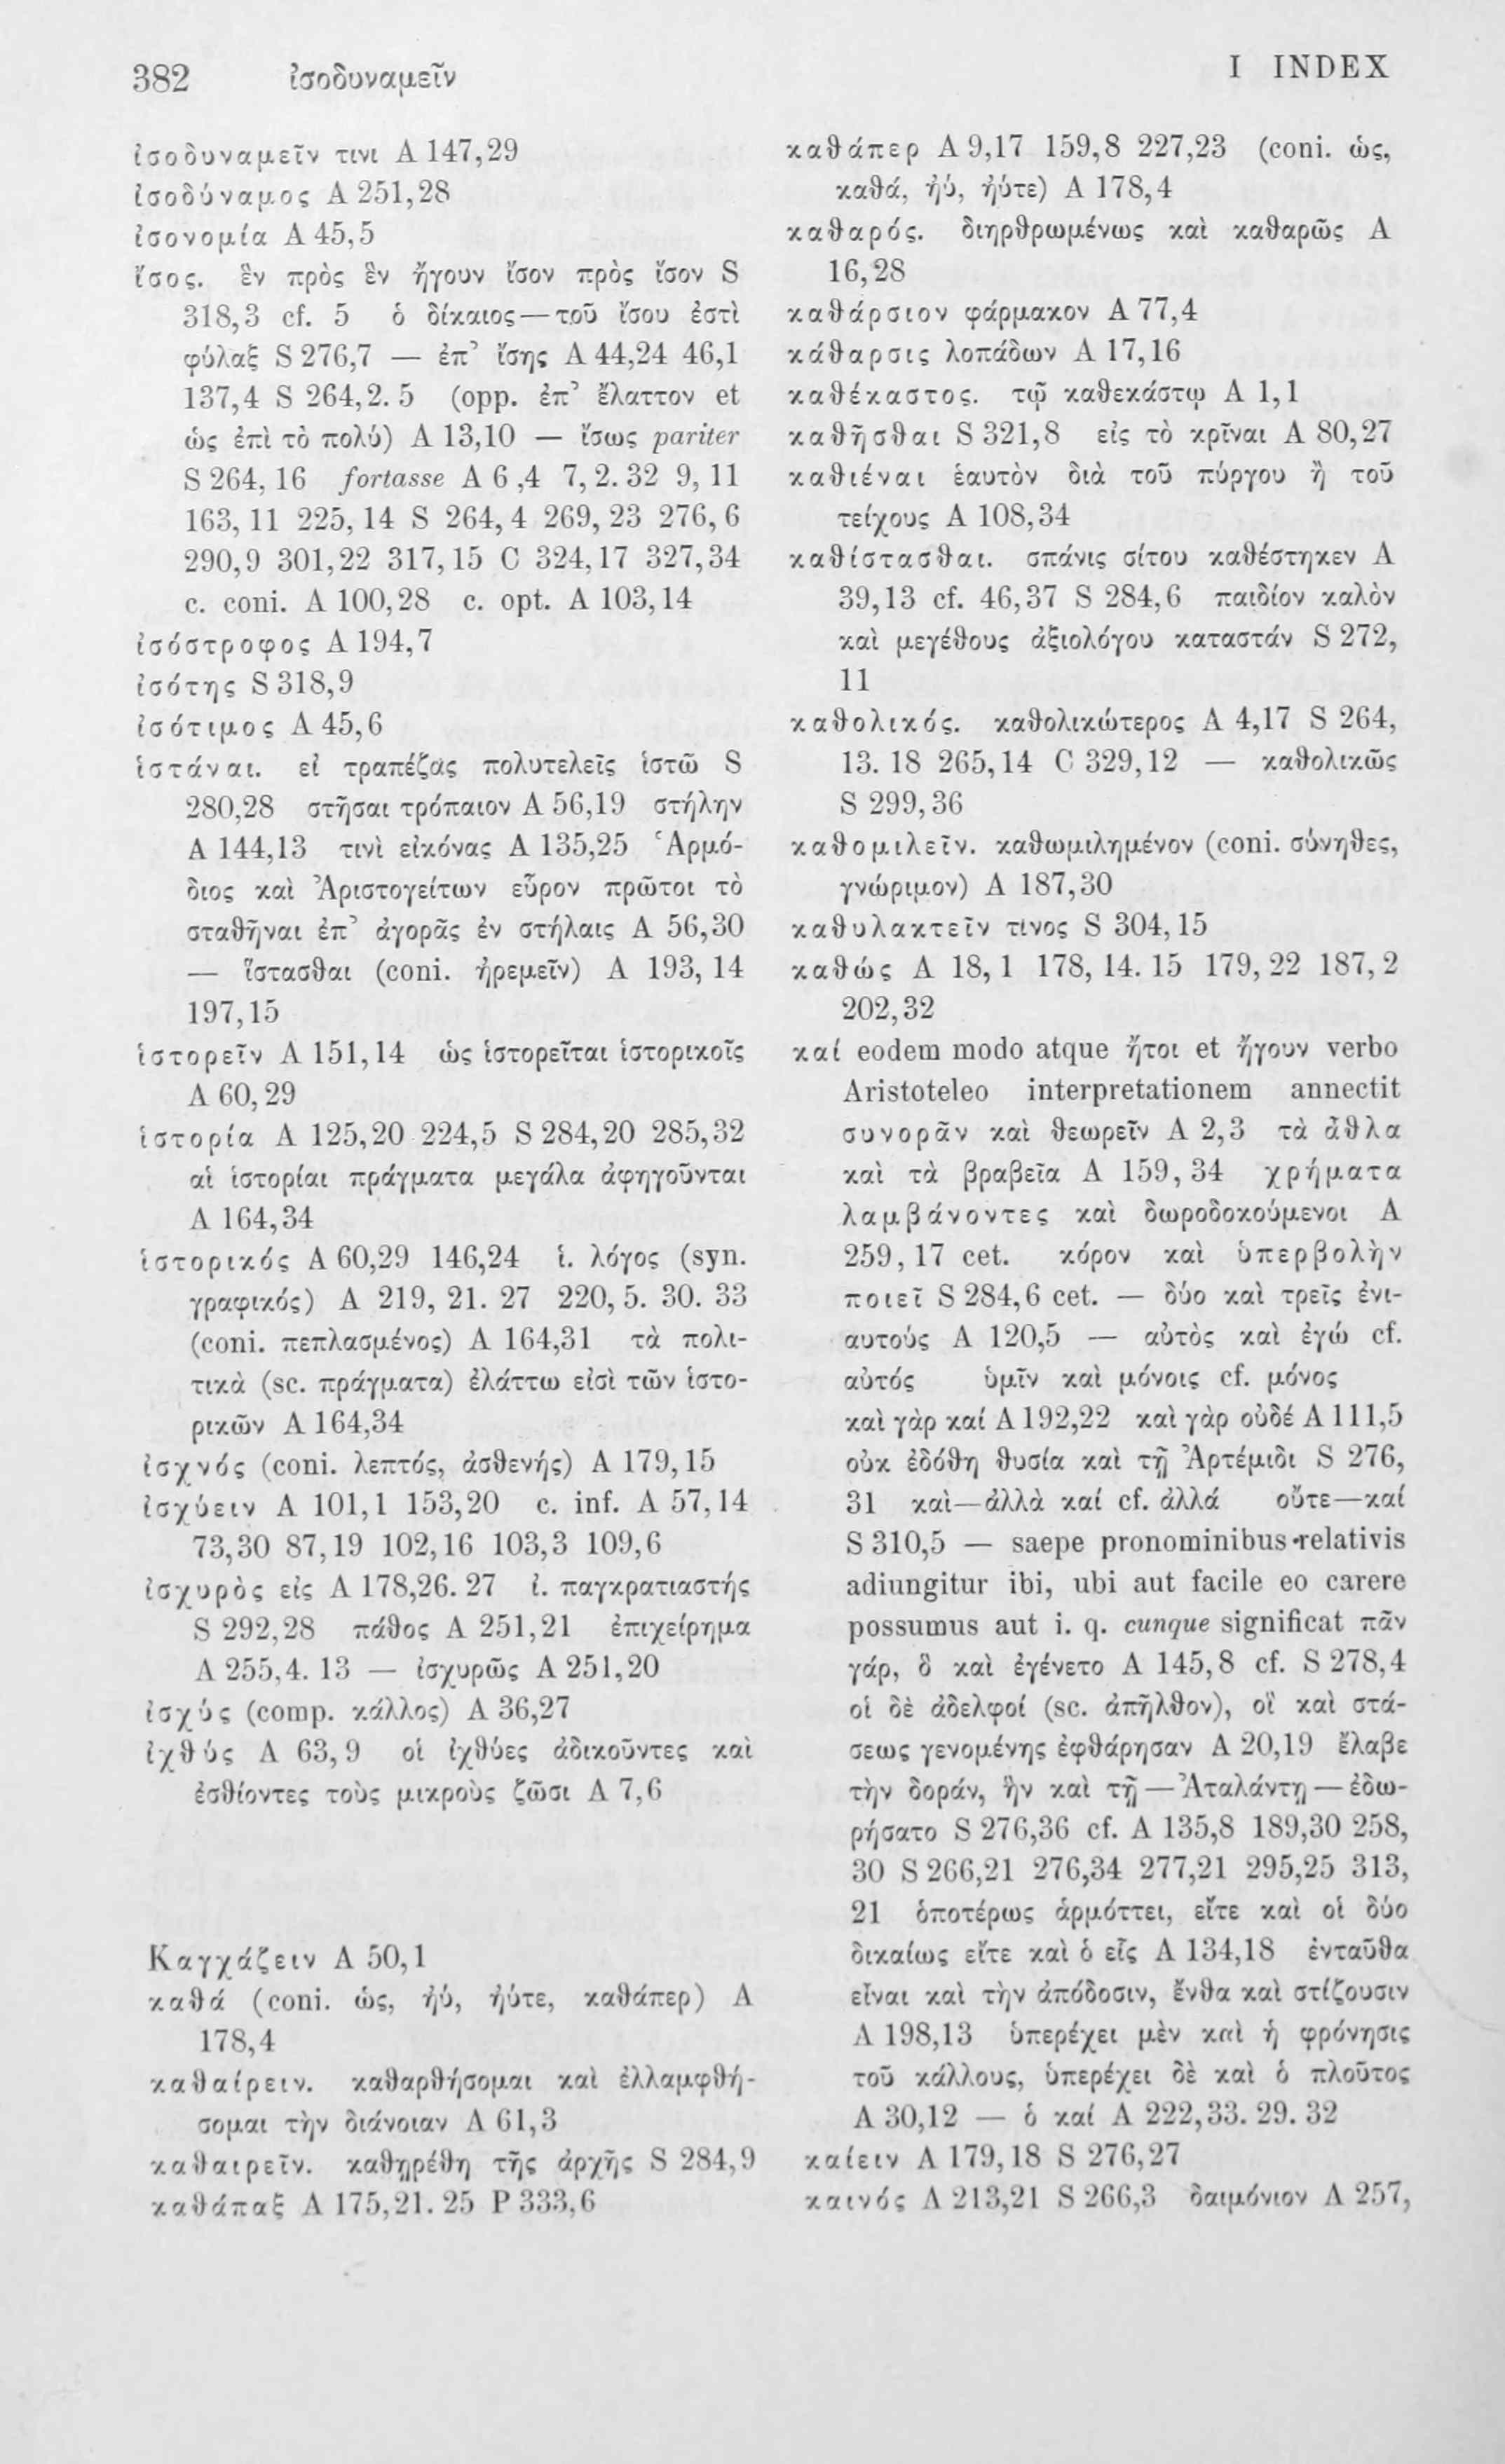 382 ἰσοδυναμεῖν
I INDEX
ἰσοδυναμεῖν τινι A 147,29
ἰσοδύναμος A 251,28
ἰσονομία A 45,5
ἴσος. ἓν πρὸς ἓν ἤγουν ἴσον πρὸς ἴσον S
318,3 cf. 5 ὁ δίκαιος—τοῦ ἴσου ἐστὶ
φύλαξ S 276,7 — ἐπ’ ἴσης A 44,24 46,1
137,4 S 264,2. 5 (opp. ἐπ’ ἔλαττον et
ὡς ἐπὶ τὸ πολύ) A 13,10 — ἴσως pariter
S 264, 16 fortasse A 6 ,4 7, 2. 32 9, 11
163, 11 225, 14 S 264, 4 269, 23 276, 6
290,9 301,22 317,15 C 324,17 327,34
c. coni. A 100,28 c. opt. A 103,14
ἰσόστροφος A 194,7
ἰσότης S 318,9
ἰσότιμος A 45,6
ἱστάναι. εἰ τραπέζας πολυτελεῖς ἱστῶ S
280,28 στῆσαι τρόπαιον A 56,19 στήλην
A 144,13 τινὶ εἰκόνας A 135,25 Ἁρμό-
διος καὶ Ἀριστογείτων εὗρον πρῶτοι τὸ
σταθῆναι ἐπ’ ἀγορᾶς ἐν στήλαις A 56,30
— ἵστασθαι (coni. ἠρεμεῖν) A 193, 14
197,15
ἱστορεῖν A 151,14 ὡς ἱστορεῖται ἱστορικοῖς
A 60,29
ἱστορία A 125,20 224,5 S 284,20 285,32
αἱ ἱστορίαι πράγματα μεγάλα ἀφηγοῦνται
A 164,34
ἱστορικός A 60,29 146,24 ἱ. λόγος (syn.
γραφικός) A 219, 21. 27 220, 5. 30. 33
(coni. πεπλασμένος) A 164,31 τὰ πολι-
τικὰ (sc. πράγματα) ἐλάττω εἰσὶ τῶν ἱστο-
ρικῶν A 164,34
ἰσχνός (coni. λεπτός, ἀσθενής) A 179,15
ἰσχύειν A 101,1 153,20 c. inf. A 57,14
73,30 87,19 102,16 103,3 109,6
ἰσχυρὸς εἰς A 178,26. 27 ἰ. παγκρατιαστής
S 292,28 πάθος A 251,21 ἐπιχείρημα
A 255,4. 13 — ἰσχυρῶς A 251,20
ἰσχύς (comp. κάλλος) A 36,27
ἰχθύς A 63, 9 οἱ ἰχθύες ἀδικοῦντες καὶ
ἐσθίοντες τοὺς μικροὺς ζῶσι A 7,6
Καγχάζειν A 50,1
καθά (coni. ὡς, ἠύ, ἠύτε, καθάπερ) A
178,4
καθαίρειν. καθαρθήσομαι καὶ ἐλλαμφθή-
σομαι τὴν διάνοιαν A 61,3
καθαιρεῖν. καθῃρέθη τῆς ἀρχῆς S 284,9
καθάπαξ A 175,21. 25 P 333,6
καθάπερ A 9,17 159,8 227,23 (coni. ὡς,
καθά, ἠύ, ἠύτε) A 178,4
καθαρός. διηρθρωμένως καὶ καθαρῶς A
16,28
καθάρσιον φάρμακον A 77,4
κάθαρσις λοπάδων A 17,16
καθέκαστος. τῷ καθεκάστῳ A 1,1
καθῆσθαι S 321,8 εἰς τὸ κρῖναι A 80,27
καθιέναι ἑαυτὸν διὰ τοῦ πύργου ἢ τοῦ
τείχους A 108,34
καθίστασθαι. σπάνις σίτου καθέστηκεν A
39,13 cf. 46,37 S 284,6 παιδίον καλὸν
καὶ μεγέθους ἀξιολόγου καταστάν S 272,
11
καθολικός. καθολικώτερος A 4,17 S 264,
13. 18 265,14 C 329,12 — καθολικῶς
S 299,36
καθομιλεῖν. καθωμιλημένον (coni. σύνηθες,
γνώριμον) A 187,30
καθυλακτεῖν τινος S 304,15
καθώς A 18, 1 178, 14. 15 179, 22 187, 2
202,32
καί eodem modo atque ἤτοι et ἤγουν verbo
Aristoteleo interpretationem annectit
συνορᾶν καὶ θεωρεῖν A 2,3 τὰ ἆθλα
καὶ τὰ βραβεῖα A 159, 34 χρήματα
λαμβάνοντες καὶ δωροδοκούμενοι A
259, 17 cet. κόρον καὶ ὑπερβολὴν
ποιεῖ S 284,6 cet. — δύο καὶ τρεῖς ἐνι-
αυτούς A 120,5 — αὐτὸς καὶ ἐγώ cf.
αὐτός ὑμῖν καὶ μόνοις cf. μόνος
καὶ γὰρ καί A 192,22 καὶ γὰρ οὐδέ A 111,5
οὐκ ἐδόθη θυσία καὶ τῇ Ἀρτέμιδι S 276,
31 καὶ—ἀλλὰ καί cf. ἀλλά οὔτε—καί
S 310,5 — saepe pronominibus relativis
adiungitur ibi, ubi aut facile eo carere
possumus aut i. q. cunque significat πᾶν
γάρ, ὃ καὶ ἐγένετο A 145,8 cf. S 278,4
οἱ δὲ ἀδελφοί (sc. ἀπῆλθον), οἳ καὶ στά-
σεως γενομένης ἐφθάρησαν A 20,19 ἔλαβε
τὴν δοράν, ἣν καὶ τῇ—Ἀταλάντῃ—ἐδω-
ρήσατο S 276,36 cf. A 135,8 189,30 258,
30 S 266,21 276,34 277,21 295,25 313,
21 ὁποτέρως ἁρμόττει, εἴτε καὶ οἱ δύο
δικαίως εἴτε καὶ ὁ εἷς A 134,18 ἐνταῦθα
εἶναι καὶ τὴν ἀπόδοσιν, ἔνθα καὶ στίζουσιν
A 198,13 ὑπερέχει μὲν καὶ ἡ φρόνησις
τοῦ κάλλους, ὑπερέχει δὲ καὶ ὁ πλοῦτος
A 30,12 — ὁ καί A 222,33. 29. 32
καίειν A 179,18 S 276,27
καινός A 213,21 S 266,3 δαιμόνιον A 257,